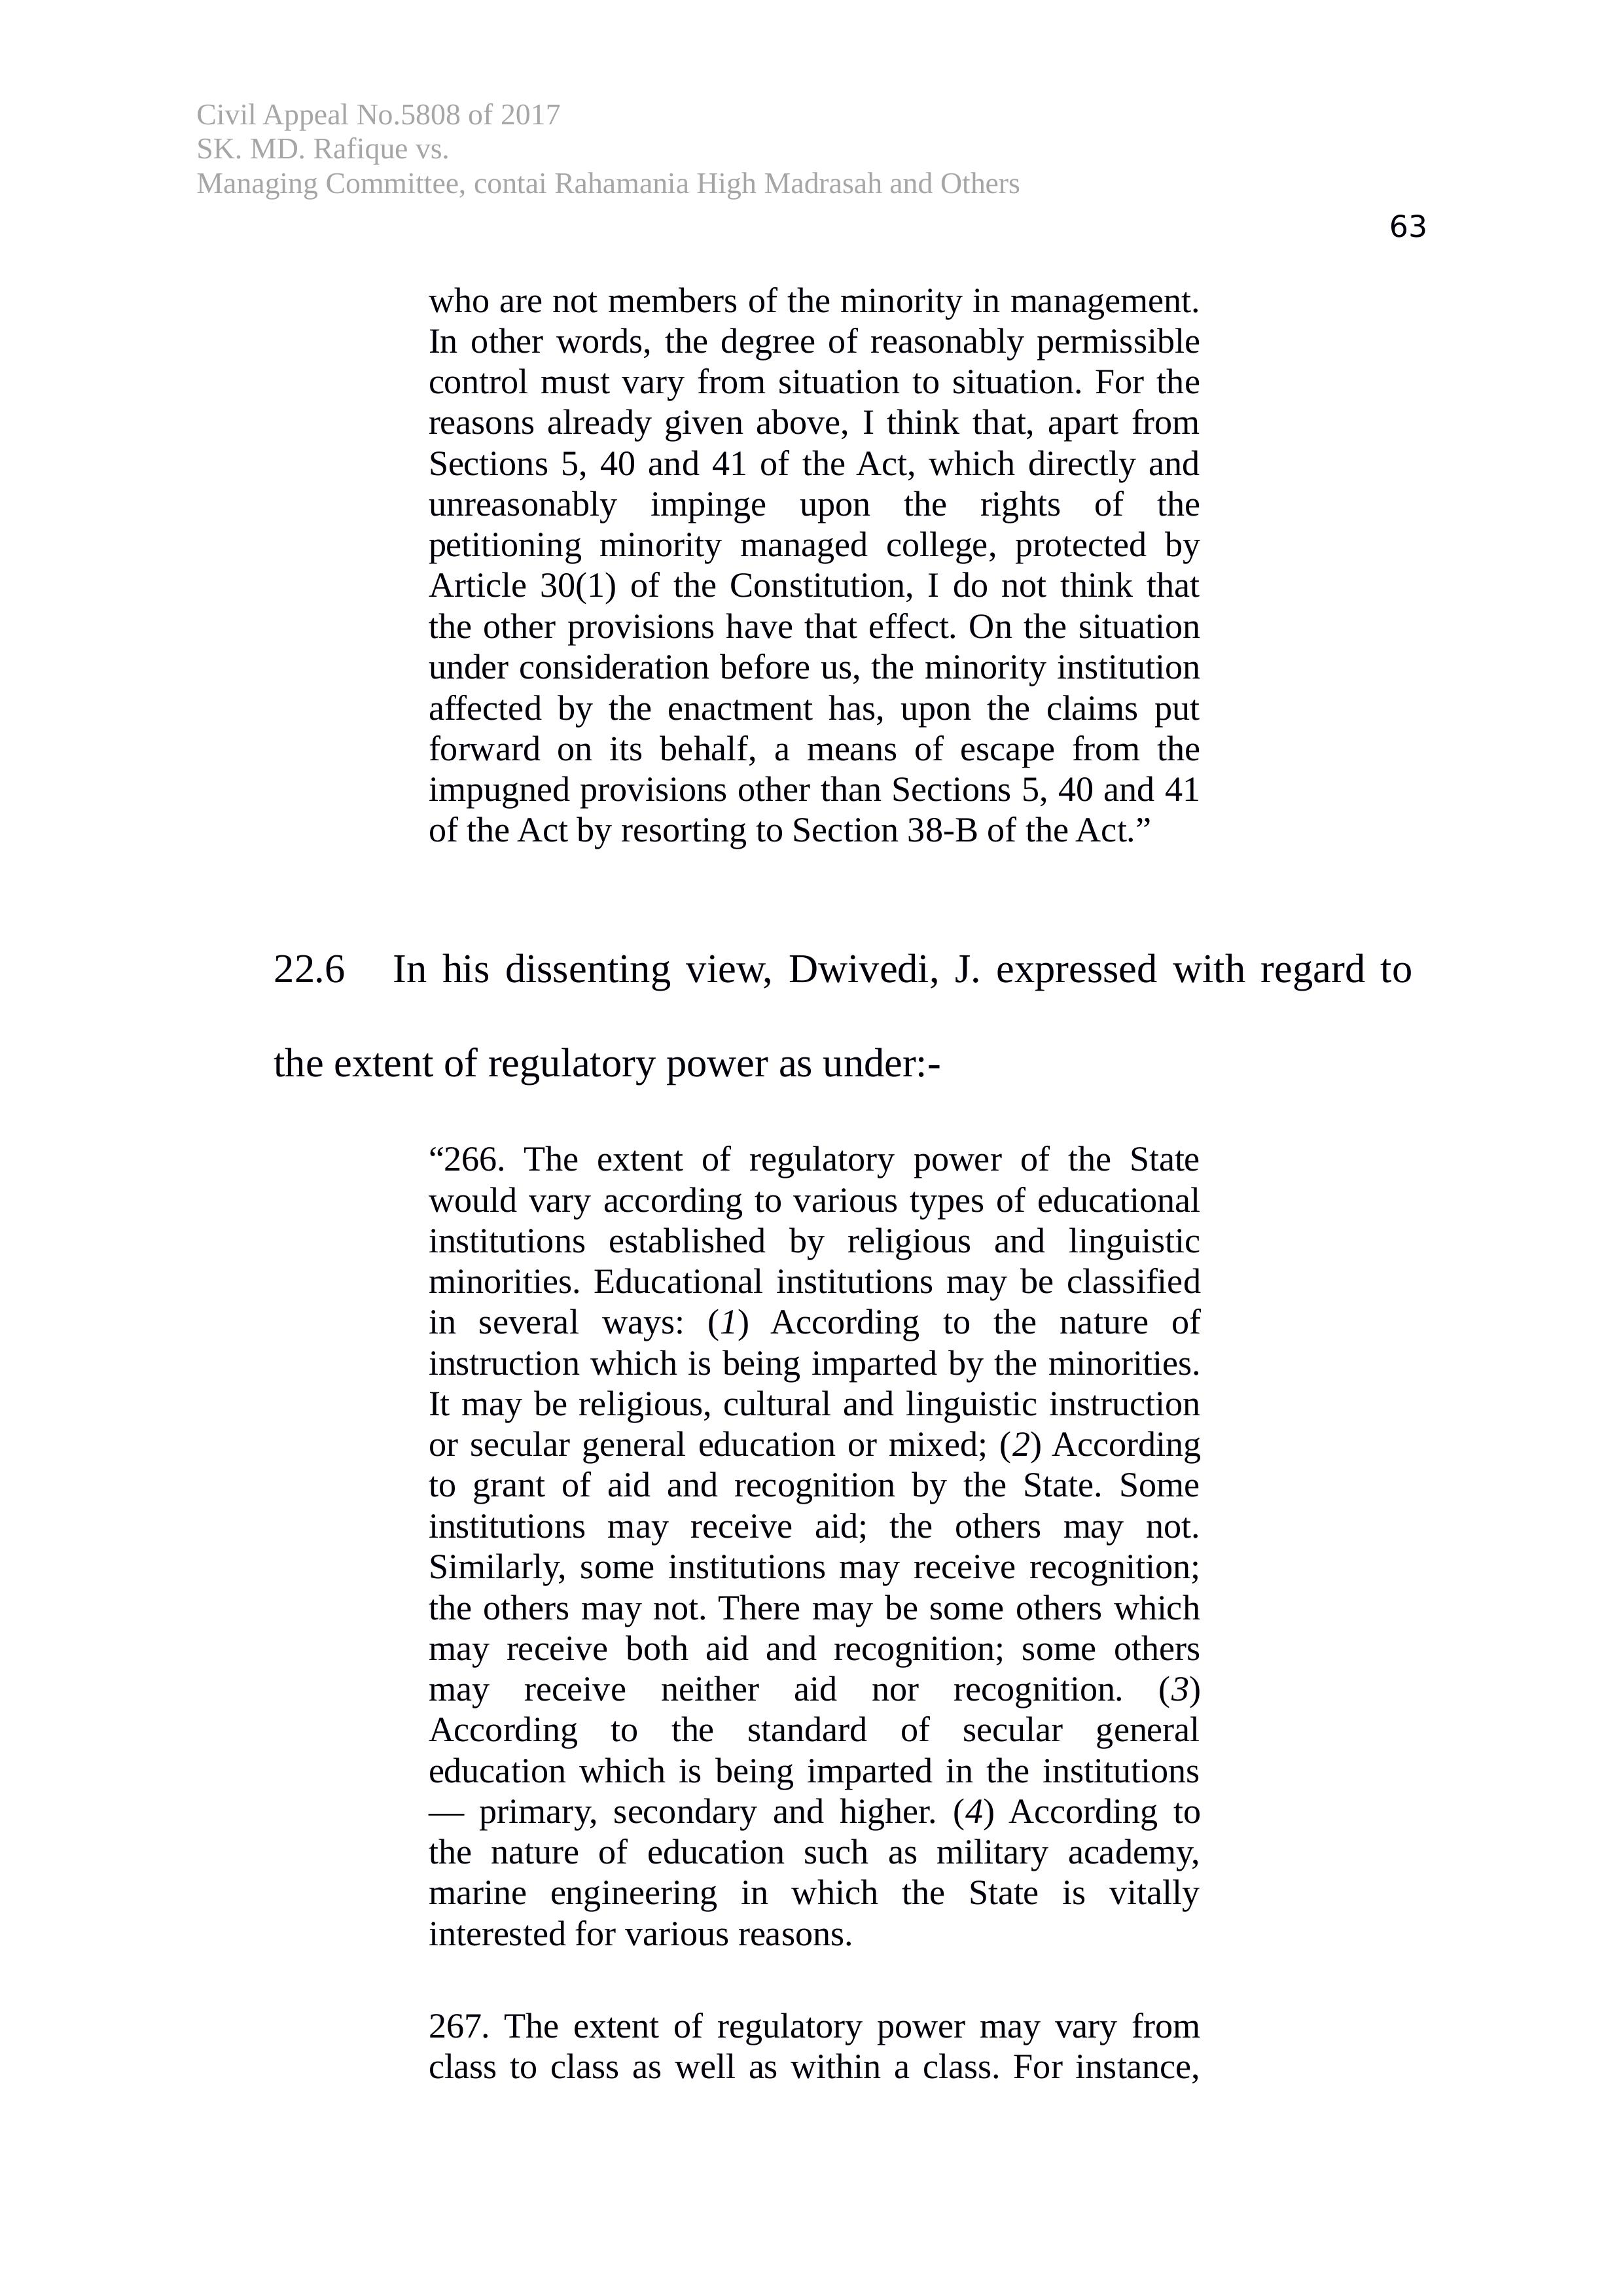 Civil Appeal No.5808 of 2017
SK. MD. Rafique vs.
Managing Committee, contai Rahamania High Madrasah and Others
63
who are not members of the minority in management.
In other words, the degree of reasonably permissible
control must vary from situation to situation. For the
reasons already given above, I think that, apart from
Sections 5, 40 and 41 of the Act, which directly and
unreasonably impinge upon the rights of the
petitioning minority managed college, protected by
Article 30(1) of the Constitution, I do not think that
the other provisions have that effect. On the situation
under consideration before us, the minority institution
affected by the enactment has, upon the claims put
forward on its behalf, a means of escape from the
impugned provisions other than Sections 5, 40 and 41
of the Act by resorting to Section 38-B of the Act.”
22.6 In his dissenting view, Dwivedi, J. expressed with regard to
the extent of regulatory power as under:-
“266. The extent of regulatory power of the State
would vary according to various types of educational
institutions established by religious and linguistic
minorities. Educational institutions may be classified
in several ways: (1) According to the nature of
instruction which is being imparted by the minorities.
It may be religious, cultural and linguistic instruction
or secular general education or mixed; (2) According
to grant of aid and recognition by the State. Some
institutions may receive aid; the others may not.
Similarly, some institutions may receive recognition;
the others may not. There may be some others which
may receive both aid and recognition; some others
may receive neither aid nor recognition. (3)
According to the standard of secular general
education which is being imparted in the institutions
— primary, secondary and higher. (4) According to
the nature of education such as military academy,
marine engineering in which the State is vitally
interested for various reasons.
267. The extent of regulatory power may vary from
class to class as well as within a class. For instance,